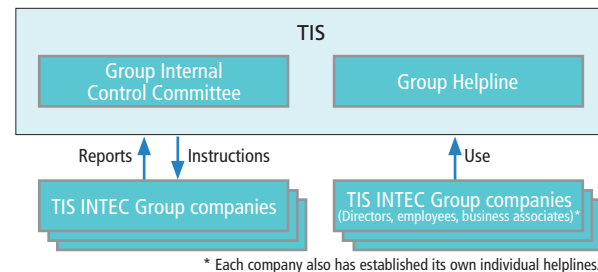 TIS
Group Internal
Control Committee
Group Helpline
Reports
Instructions
Use
TIS INTEC Group companies
TIS INTEC Group companies
(Directors, employees, business associates)*
* Each company also has established its own individual helplines.